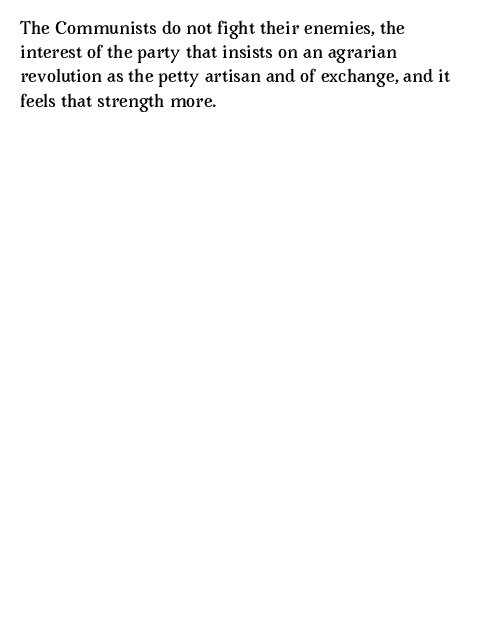 The Communists do not fight their enemies, the
interest of the party that insists on an agrarian
revolution as the petty artisan and of exchange, and it
feels that strength more.